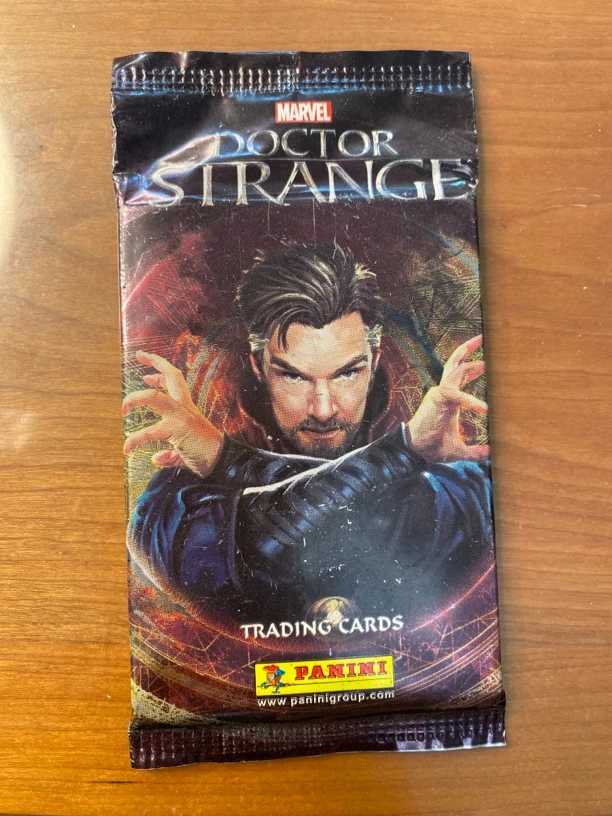 MARVEL
DOCTOR
STRANGE
TRADING CARDS
PANINI
www.paninigroup.com